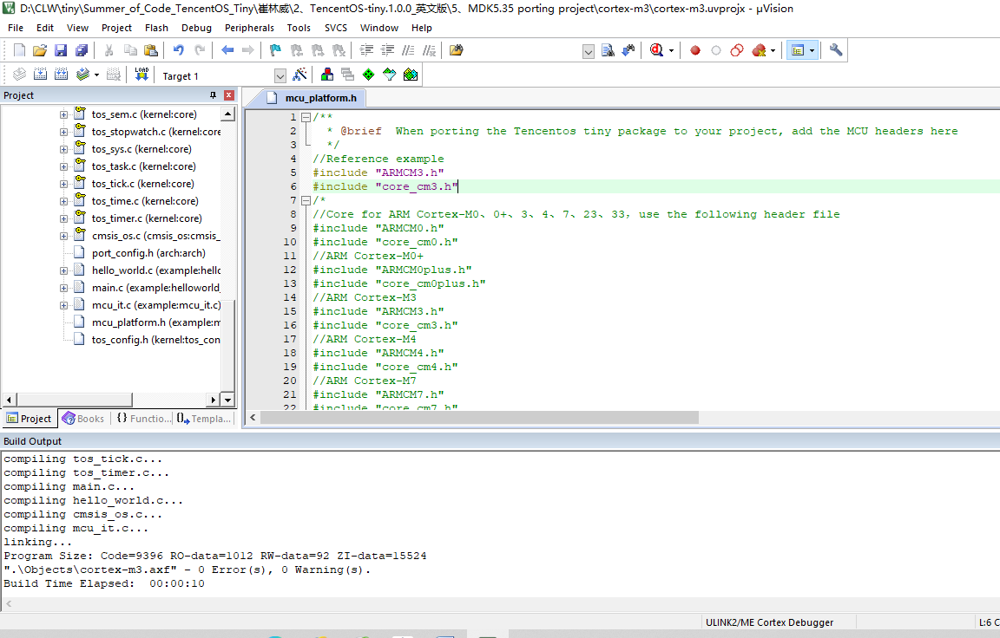 D:\CLW\tiny\Summer_of_Code_TencentOS_Tiny\崔林威\2、TencentOS-tiny.1.0.0_英文版\5、MDK5.35 porting project\cortex-m3\cortex-m3.uvprojx - µVision
File Edit View Project Flash Debug Peripherals Tools SVCS Window Help
LOAD Target 1
Project
tos_sem.c (kernel:core)
tos_stopwatch.c (kernel:core
tos_sys.c (kernel:core)
tos_task.c (kernel:core)
tos_tick.c (kernel:core)
tos_time.c (kernel:core)
tos_timer.c (kernel:core)
cmsis_os.c (cmsis_os:cmsis_
port_config.h (arch:arch)
hello_world.c (example:hellc
main.c (example:helloworld_
mcu_it.c (example:mcu_it.c)
mcu_platform.h (example:m
tos_config.h (kernel:tos_con
Project Books {} Functio... {} Templa...
mcu_platform.h
1 /**
2 * @brief  When porting the Tencentos tiny package to your project, add the MCU headers here
3 */
4 //Reference example
5 #include "ARMCM3.h"
6 #include "core_cm3.h"
7 /*
8 //Core for ARM Cortex-M0、0+、3、4、7、23、33，use the following header file
9 #include "ARMCM0.h"
10 #include "core_cm0.h"
11 //ARM Cortex-M0+
12 #include "ARMCM0plus.h"
13 #include "core_cm0plus.h"
14 //ARM Cortex-M3
15 #include "ARMCM3.h"
16 #include "core_cm3.h"
17 //ARM Cortex-M4
18 #include "ARMCM4.h"
19 #include "core_cm4.h"
20 //ARM Cortex-M7
21 #include "ARMCM7.h"
22 #include "core_cm7.h"
Build Output
compiling tos_tick.c...
compiling tos_timer.c...
compiling main.c...
compiling hello_world.c...
compiling cmsis_os.c...
compiling mcu_it.c...
linking...
Program Size: Code=9396 RO-data=1012 RW-data=92 ZI-data=15524
".\Objects\cortex-m3.axf" - 0 Error(s), 0 Warning(s).
Build Time Elapsed:  00:00:10
ULINK2/ME Cortex Debugger
L:6 C